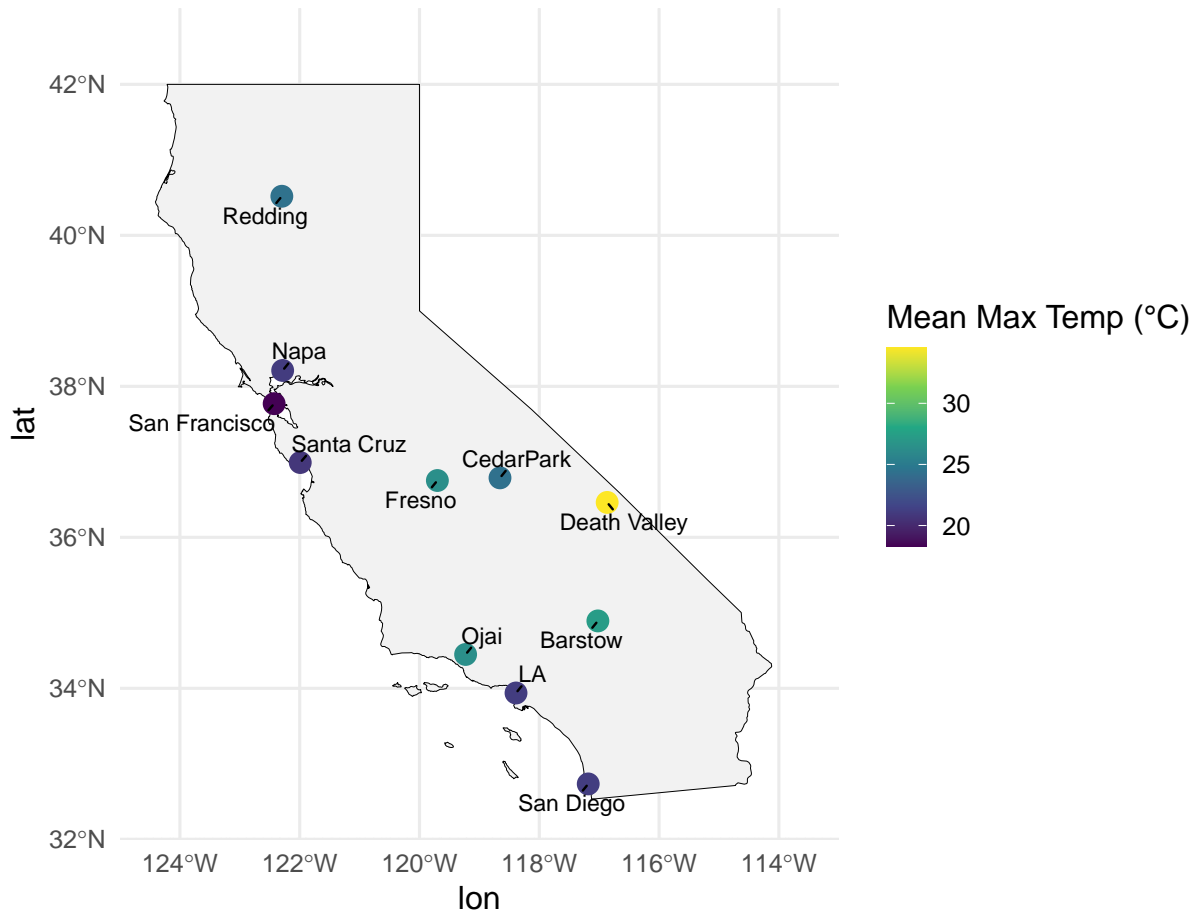 42°N
40°N
38°N
36°N
34°N
32°N
lat
Redding
Napa
San Francisco
Santa Cruz
CedarPark
Fresno
Death Valley
Barstow
Ojai
LA
San Diego
124°W
122°W
120°W
118°W
116°W
114°W
lon
Mean Max Temp (°C)
30
25
20